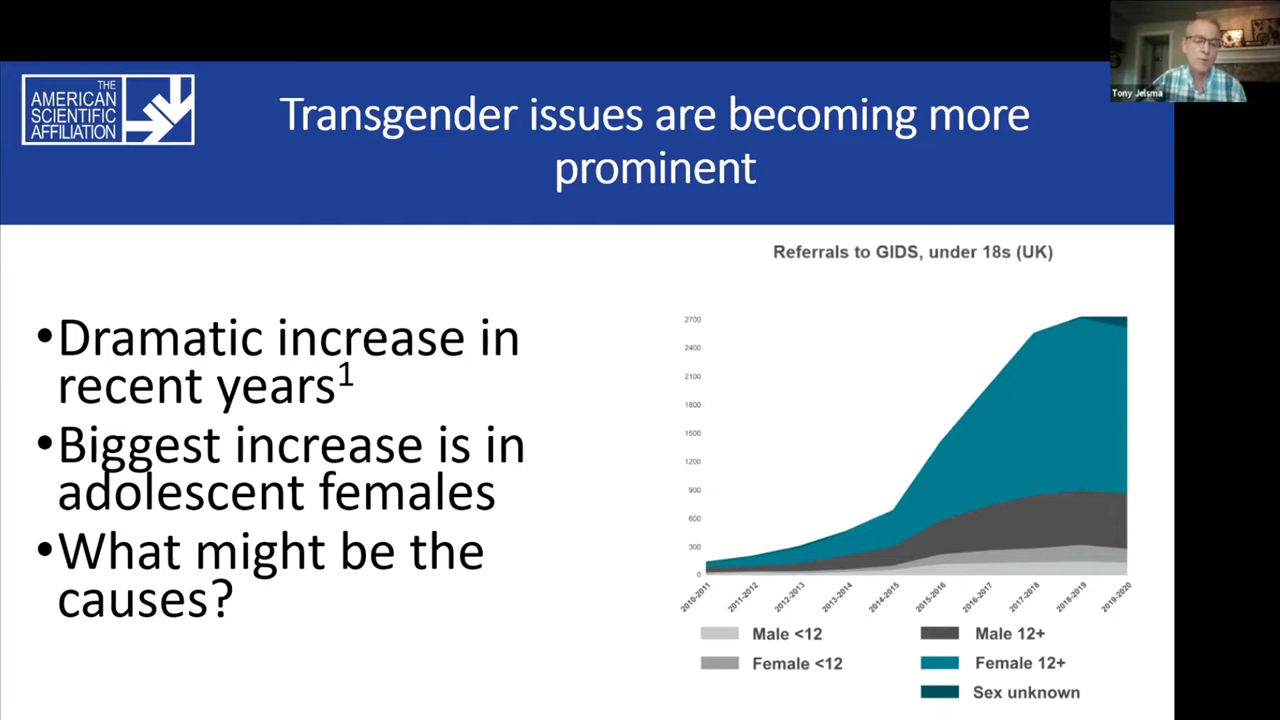 THE
AMERICAN
SCIENTIFIC
AFFILIATION
Transgender issues are becoming more
prominent
Tony Jelsma
•Dramatic increase in
recent years1
•Biggest increase is in
adolescent females
•What might be the
causes?
Referrals to GIDS, under 18s (UK)
2700
2400
2100
1800
1500
1200
900
600
300
0
2010-2011
2011-2012
2012-2013
2013-2014
2014-2015
2015-2016
2016-2017
2017-2018
2018-2019
2019-2020
Male <12
Male 12+
Female <12
Female 12+
Sex unknown